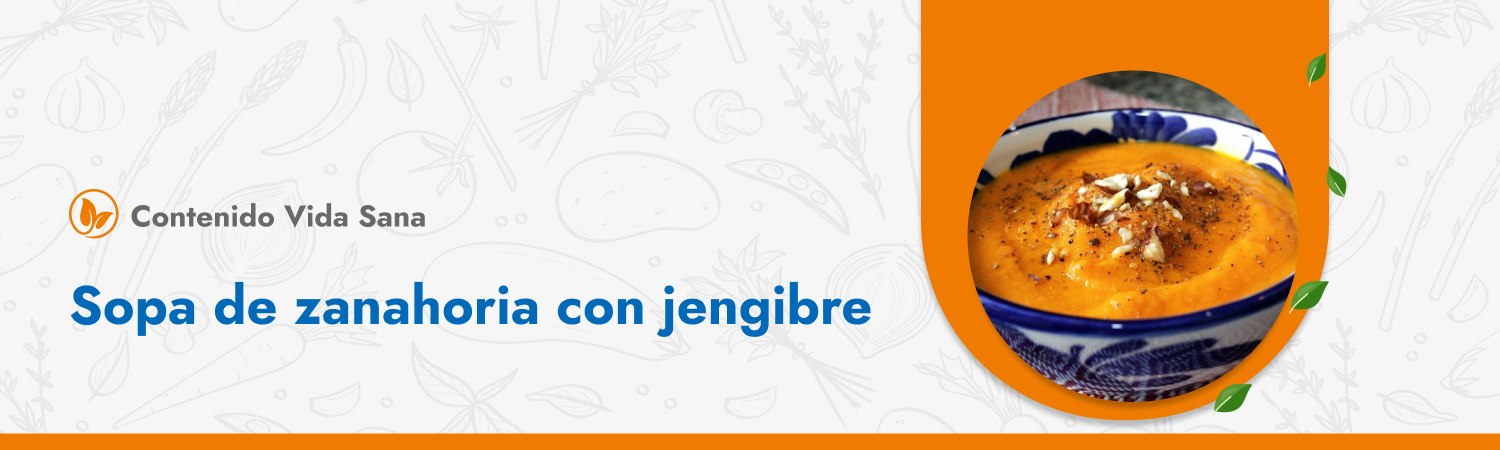 Contenido Vida Sana
Sopa de zanahoria con jengibre